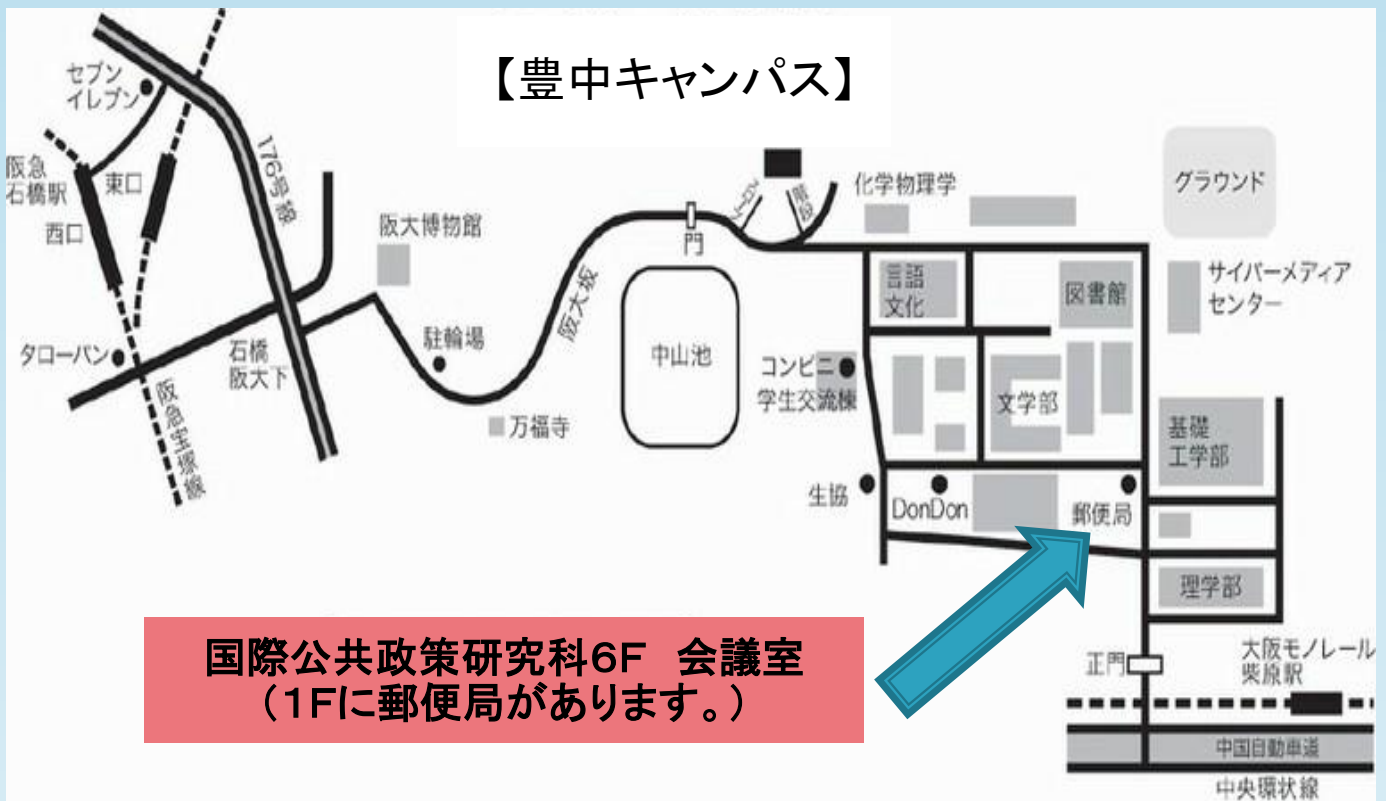 【豊中キャンパス】
セブン
イレブン
176号線
阪急
石橋駅
東口
西口
阪大博物館
門
スロープ
階段
化学物理学
グラウンド
言語
文化
図書館
サイバーメディア
センター
タローパン
石橋
阪大下
駐輪場
阪大坂
中山池
コンビニ
学生交流棟
文学部
阪急宝塚線
万福寺
基礎
工学部
生協
DonDon
郵便局
理学部
国際公共政策研究科6F 会議室
(1Fに郵便局があります。)
正門
大阪モノレール
柴原駅
中国自動車道
中央環状線